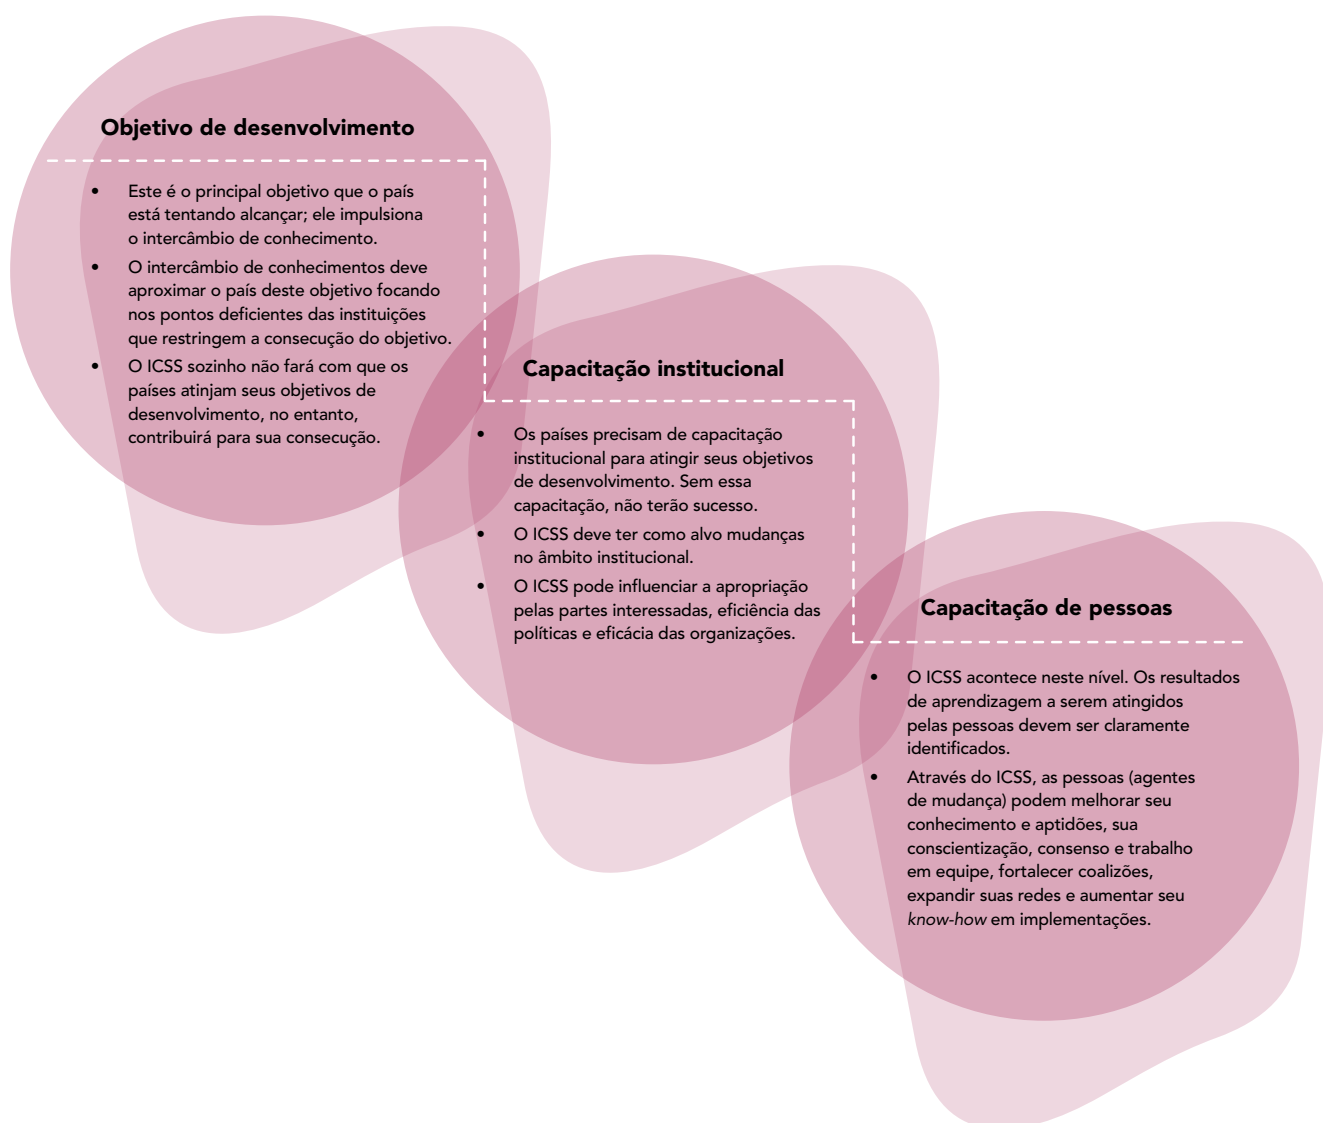 Objetivo de desenvolvimento
• Este é o principal objetivo que o país
está tentando alcançar; ele impulsiona
o intercâmbio de conhecimento.
• O intercâmbio de conhecimentos deve
aproximar o país deste objetivo focando
nos pontos deficientes das instituições
que restringem a consecução do objetivo.
• O ICSS sozinho não fará com que os
países atinjam seus objetivos de
desenvolvimento, no entanto,
contribuirá para sua consecução.
Capacitação institucional
• Os países precisam de capacitação
institucional para atingir seus objetivos
de desenvolvimento. Sem essa
capacitação, não terão sucesso.
• O ICSS deve ter como alvo mudanças
no âmbito institucional.
• O ICSS pode influenciar a apropriação
pelas partes interessadas, eficiência das
políticas e eficácia das organizações.
Capacitação de pessoas
• O ICSS acontece neste nível. Os resultados
de aprendizagem a serem atingidos
pelas pessoas devem ser claramente
identificados.
• Através do ICSS, as pessoas (agentes
de mudança) podem melhorar seu
conhecimento e aptidões, sua
conscientização, consenso e trabalho
em equipe, fortalecer coalizões,
expandir suas redes e aumentar seu
know-how em implementações.